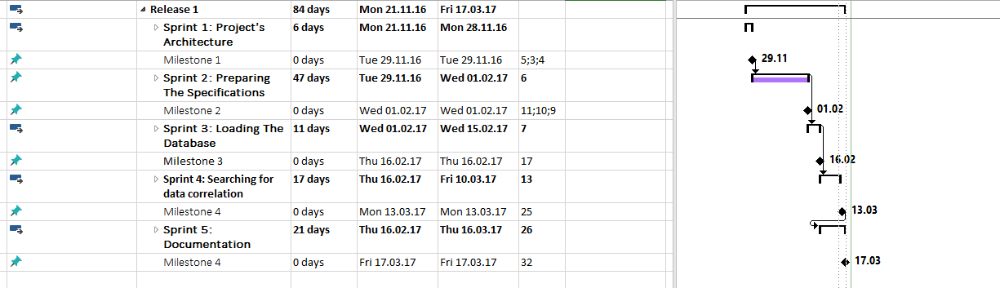 Release 1 84 days Mon 21.11.16 Fri 17.03.17
Sprint 1: Project's Architecture 6 days Mon 21.11.16 Mon 28.11.16
Milestone 1 0 days Tue 29.11.16 Tue 29.11.16 5;3;4 29.11
Sprint 2: Preparing The Specifications 47 days Tue 29.11.16 Wed 01.02.17 6
Milestone 2 0 days Wed 01.02.17 Wed 01.02.17 11;10;9 01.02
Sprint 3: Loading The Database 11 days Wed 01.02.17 Wed 15.02.17 7
Milestone 3 0 days Thu 16.02.17 Thu 16.02.17 17 16.02
Sprint 4: Searching for data correlation 17 days Thu 16.02.17 Fri 10.03.17 13
Milestone 4 0 days Mon 13.03.17 Mon 13.03.17 25 13.03
Sprint 5: Documentation 21 days Thu 16.02.17 Thu 16.03.17 26
Milestone 4 0 days Fri 17.03.17 Fri 17.03.17 32 17.03